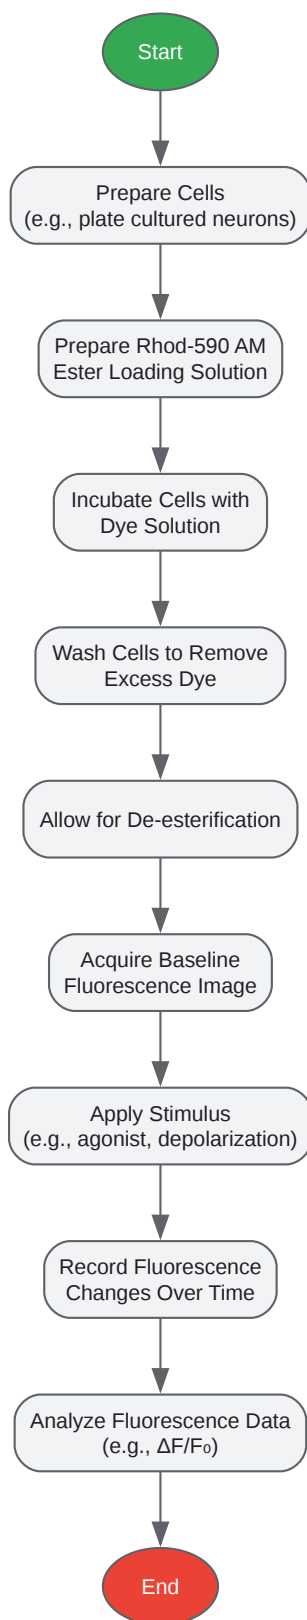 Start
Prepare Cells
(e.g., plate cultured neurons)
Prepare Rhod-590 AM
Ester Loading Solution
Incubate Cells with
Dye Solution
Wash Cells to Remove
Excess Dye
Allow for De-esterification
Acquire Baseline
Fluorescence Image
Apply Stimulus
(e.g., agonist, depolarization)
Record Fluorescence
Changes Over Time
Analyze Fluorescence Data
(e.g., ΔF/F₀)
End